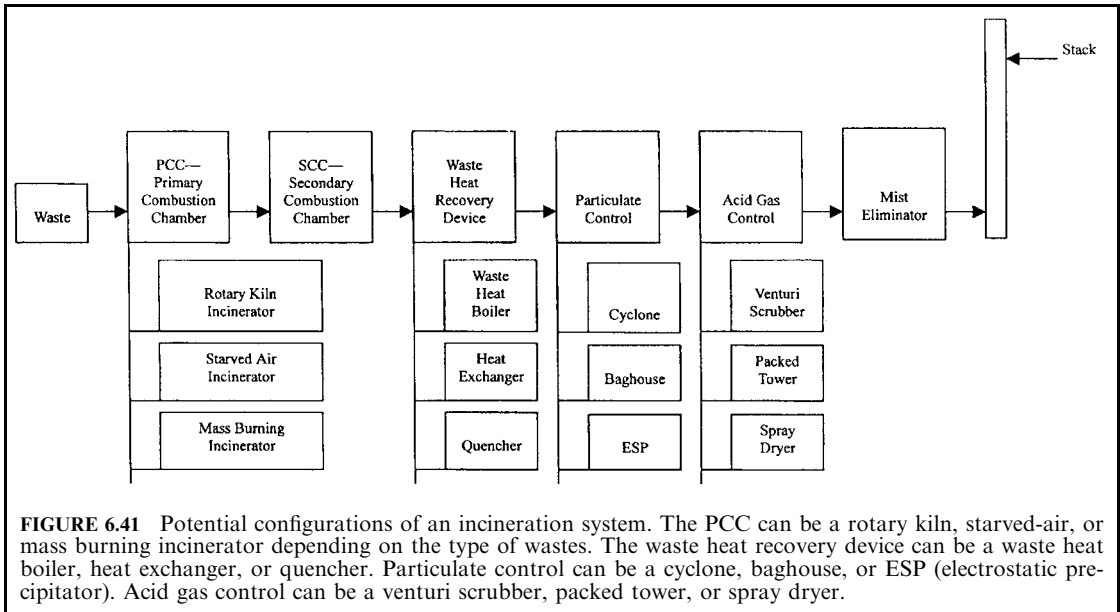 Stack
Waste
PCC—
Primary
Combustion
Chamber
SCC—
Secondary
Combustion
Chamber
Waste
Heat
Recovery
Device
Particulate
Control
Acid Gas
Control
Mist
Eliminator
Rotary Kiln
Incinerator
Starved Air
Incinerator
Mass Burning
Incinerator
Waste
Heat
Boiler
Heat
Exchanger
Quencher
Cyclone
Baghouse
ESP
Venturi
Scrubber
Packed
Tower
Spray
Dryer
FIGURE 6.41 Potential configurations of an incineration system. The PCC can be a rotary kiln, starved-air, or
mass burning incinerator depending on the type of wastes. The waste heat recovery device can be a waste heat
boiler, heat exchanger, or quencher. Particulate control can be a cyclone, baghouse, or ESP (electrostatic pre-
cipitator). Acid gas control can be a venturi scrubber, packed tower, or spray dryer.